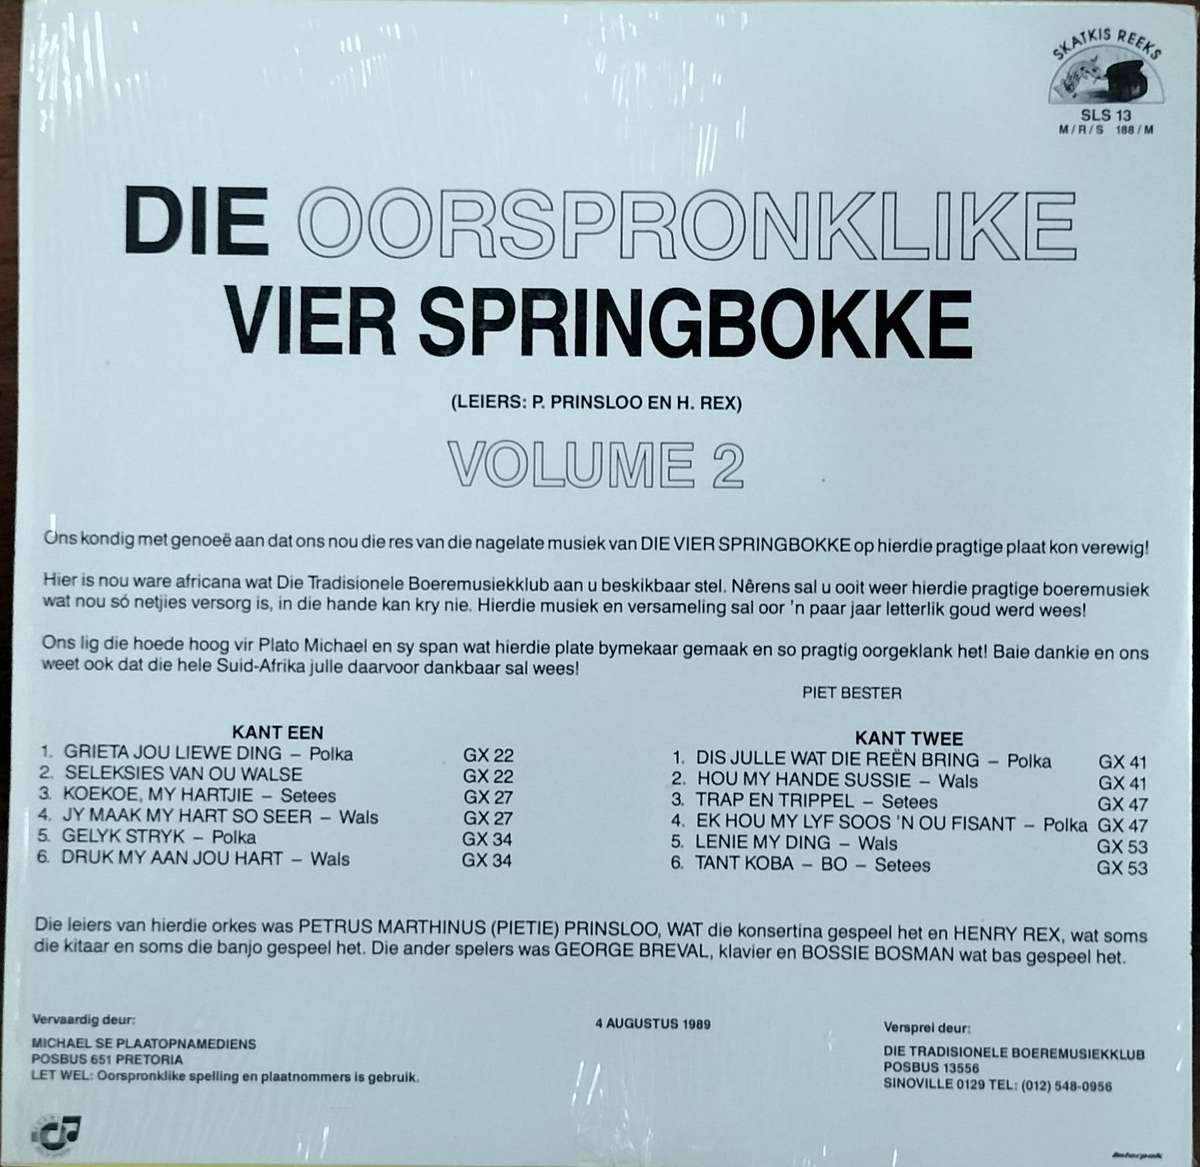 SKATKIS REEKS
SLS 13
M / R / S 188 / M
DIE OORSPRONKLIKE
VIER SPRINGBOKKE
(LEIERS: P. PRINSLOO EN H. REX)
VOLUME 2
Ons kondig met genoeë aan dat ons nou die res van die nagelate musiek van DIE VIER SPRINGBOKKE op hierdie pragtige plaat kon verewig!
Hier is nou ware africana wat Die Tradisionele Boeremusiekklub aan u beskikbaar stel. Nêrens sal u ooit weer hierdie pragtige boeremusiek
wat nou só netjies versorg is, in die hande kan kry nie. Hierdie musiek en versameling sal oor 'n paar jaar letterlik goud werd wees!
Ons lig die hoede hoog vir Plato Michael en sy span wat hierdie plate bymekaar gemaak en so pragtig oorgeklank het! Baie dankie en ons
weet ook dat die hele Suid-Afrika julle daarvoor dankbaar sal wees!
PIET BESTER
KANT EEN
1. GRIETA JOU LIEWE DING – Polka GX 22
2. SELEKSIES VAN OU WALSE GX 22
3. KOEKOE, MY HARTJIE – Setees GX 27
4. JY MAAK MY HART SO SEER – Wals GX 27
5. GELYK STRYK – Polka GX 34
6. DRUK MY AAN JOU HART – Wals GX 34
KANT TWEE
1. DIS JULLE WAT DIE REËN BRING – Polka GX 41
2. HOU MY HANDE SUSSIE – Wals GX 41
3. TRAP EN TRIPPEL – Setees GX 47
4. EK HOU MY LYF SOOS 'N OU FISANT – Polka GX 47
5. LENIE MY DING – Wals GX 53
6. TANT KOBA – BO – Setees GX 53
Die leiers van hierdie orkes was PETRUS MARTHINUS (PIETIE) PRINSLOO, WAT die konsertina gespeel het en HENRY REX, wat soms
die kitaar en soms die banjo gespeel het. Die ander spelers was GEORGE BREVAL, klavier en BOSSIE BOSMAN wat bas gespeel het.
Vervaardig deur:
MICHAEL SE PLAATOPNAMEDIENS
POSBUS 651 PRETORIA
LET WEL: Oorspronklike spelling en plaatnommers is gebruik.
4 AUGUSTUS 1989
Versprei deur:
DIE TRADISIONELE BOEREMUSIEKKLUB
POSBUS 13556
SINOVILLE 0129 TEL: (012) 548-0956
Interpak